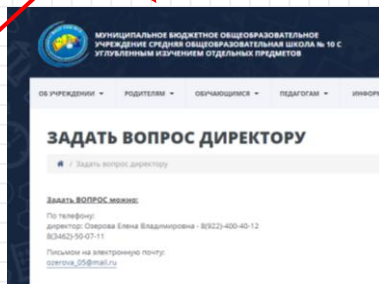 МУНИЦИПАЛЬНОЕ БЮДЖЕТНОЕ ОБЩЕОБРАЗОВАТЕЛЬНОЕ
УЧРЕЖДЕНИЕ СРЕДНЯЯ ОБЩЕОБРАЗОВАТЕЛЬНАЯ ШКОЛА № 10 С
УГЛУБЛЕННЫМ ИЗУЧЕНИЕМ ОТДЕЛЬНЫХ ПРЕДМЕТОВ
ОБ УЧРЕЖДЕНИИ РОДИТЕЛЯМ ОБУЧАЮЩИМСЯ ПЕДАГОГАМ
ЗАДАТЬ ВОПРОС ДИРЕКТОРУ
/ Задать вопрос директору
Задать ВОПРОС можно:
По телефону:
директор: Озерова Елена Владимировна - 8(922)-400-40-12
8(3462)-50-07-11
Письмом на электронную почту:
ozerova_05@mail.ru